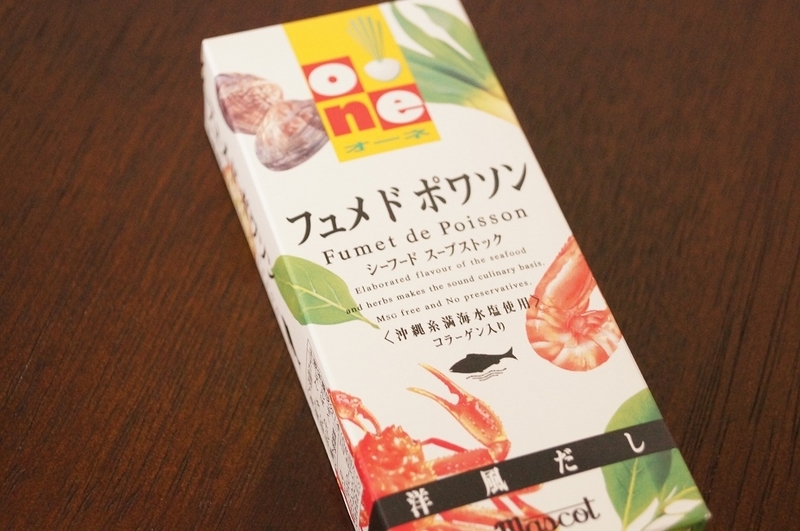 one
オーネ
フュメド ポワソン
Fumet de Poisson
シーフード スープストック
Elaborated flavour of the seafood
and herbs makes the sound culinary basis.
MSG free and No preservatives.
〈沖縄糸満海水塩使用〉
コラーゲン入り
洋風だし
Mascot